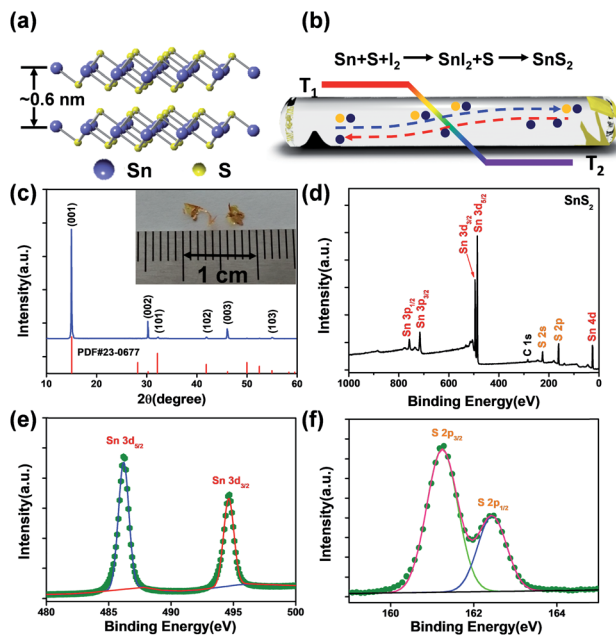 (a)
~0.6 nm
Sn
S
(b)
Sn+S+I₂ → SnI₂+S → SnS₂
T₁
T₂
(c)
Intensity(a.u.)
(001)
(002)
(101)
(102)
(003)
(103)
1 cm
PDF#23-0677
10 20 30 40 50 60
2θ(degree)
(d)
Intensity(a.u.)
SnS₂
Sn 3p₁/₂
Sn 3p₃/₂
Sn 3d₃/₂
Sn 3d₅/₂
C 1s
S 2s
S 2p
Sn 4d
1000 800 600 400 200 0
Binding Energy(eV)
(e)
Intensity(a.u.)
Sn 3d₅/₂
Sn 3d₃/₂
480 485 490 495 500
Binding Energy(eV)
(f)
Intensity(a.u.)
S 2p₃/₂
S 2p₁/₂
160 162 164
Binding Energy(eV)